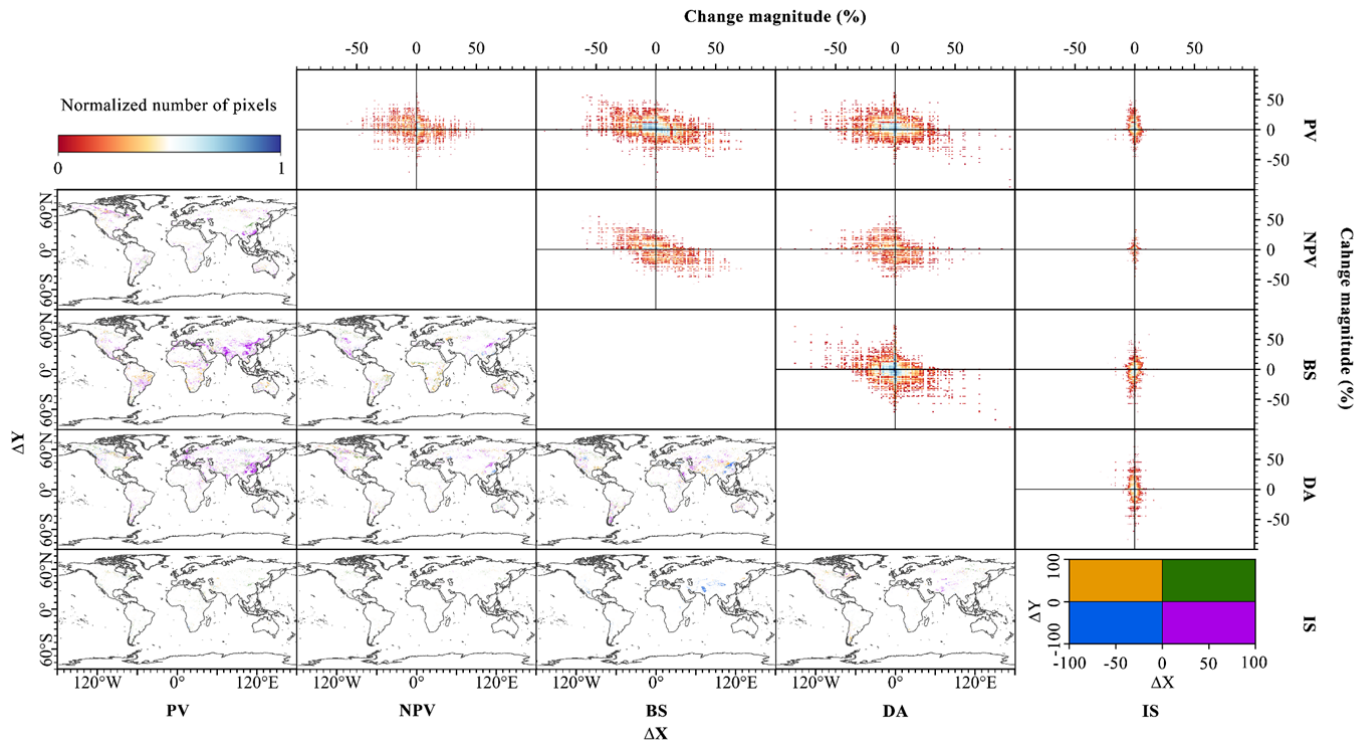 Change magnitude (%)
-50 0 50 -50 0 50 -50 0 50 -50 0 50
Normalized number of pixels
0 1
50
0
-50
PV
60°N
0°
60°S
50
0
-50
NPV
Cahnge magnitude (%)
60°N
0°
60°S
50
0
-50
BS
ΔY
60°N
0°
60°S
50
0
-50
DA
60°N
0°
60°S
100
0
-100
ΔY
-100 0 50 100
ΔX
IS
120°W 0° 120°E 120°W 0° 120°E 120°W 0° 120°E 120°W 0° 120°E
PV NPV BS DA IS
ΔX